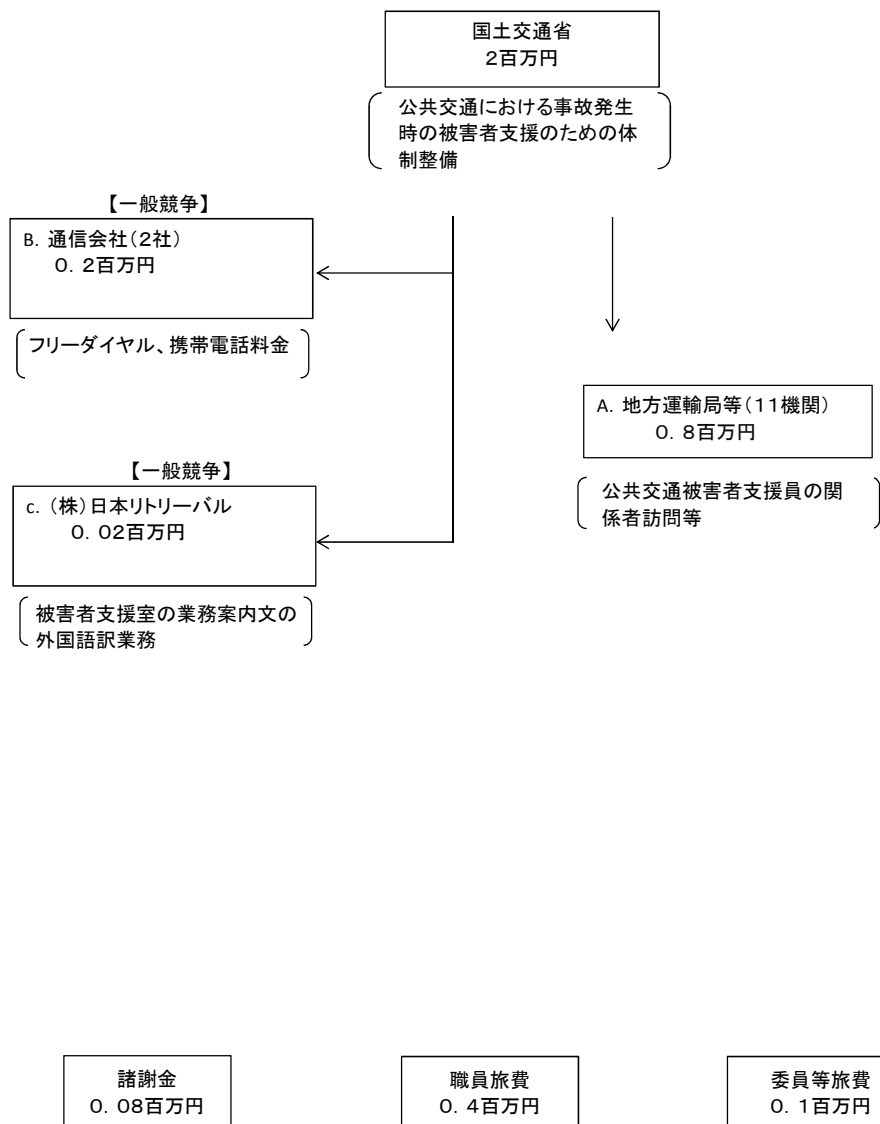 国土交通省
2百万円
公共交通における事故発生
時の被害者支援のための体
制整備
【一般競争】
B. 通信会社(2社)
0. 2百万円
フリーダイヤル、携帯電話料金
A. 地方運輸局等(11機関)
0. 8百万円
公共交通被害者支援員の関
係者訪問等
【一般競争】
c. (株)日本リトリーバル
0. 02百万円
被害者支援室の業務案内文の
外国語訳業務
諸謝金
0. 08百万円
職員旅費
0. 4百万円
委員等旅費
0. 1百万円